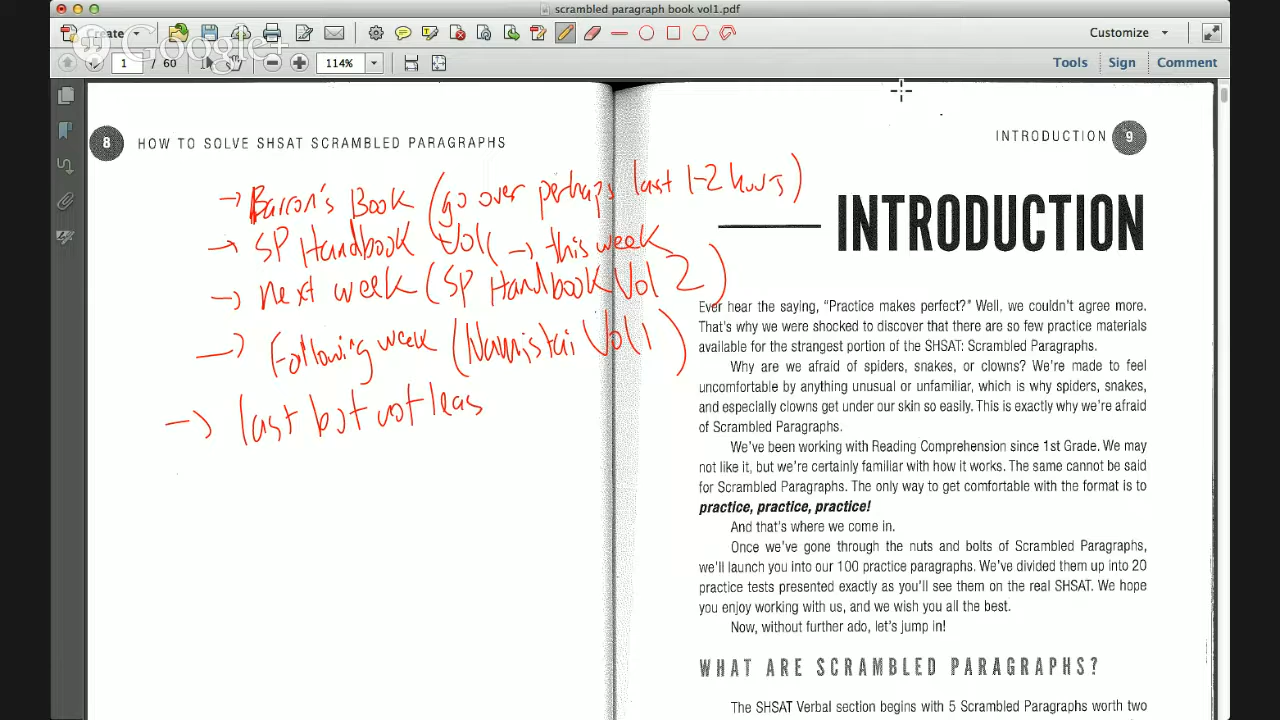 scrambled paragraph book vol1.pdf
Create
Customize
Google+
1 / 60
114%
Tools Sign Comment
8 HOW TO SOLVE SHSAT SCRAMBLED PARAGRAPHS
→ Barron's Book (go over perhaps last 1-2 hours)
→ SP Handbook Vol1 → this week
→ next week (SP Handbook Vol 2)
→ Following week ( Vol 1)
→ last but not leas
INTRODUCTION 9
INTRODUCTION
Ever hear the saying, “Practice makes perfect?” Well, we couldn't agree more.
That's why we were shocked to discover that there are so few practice materials
available for the strangest portion of the SHSAT: Scrambled Paragraphs.
Why are we afraid of spiders, snakes, or clowns? We're made to feel
uncomfortable by anything unusual or unfamiliar, which is why spiders, snakes,
and especially clowns get under our skin so easily. This is exactly why we're afraid
of Scrambled Paragraphs.
We've been working with Reading Comprehension since 1st Grade. We may
not like it, but we're certainly familiar with how it works. The same cannot be said
for Scrambled Paragraphs. The only way to get comfortable with the format is to
practice, practice, practice!
And that's where we come in.
Once we've gone through the nuts and bolts of Scrambled Paragraphs,
we'll launch you into our 100 practice paragraphs. We've divided them up into 20
practice tests presented exactly as you'll see them on the real SHSAT. We hope
you enjoy working with us, and we wish you all the best.
Now, without further ado, let's jump in!
WHAT ARE SCRAMBLED PARAGRAPHS?
The SHSAT Verbal section begins with 5 Scrambled Paragraphs worth two